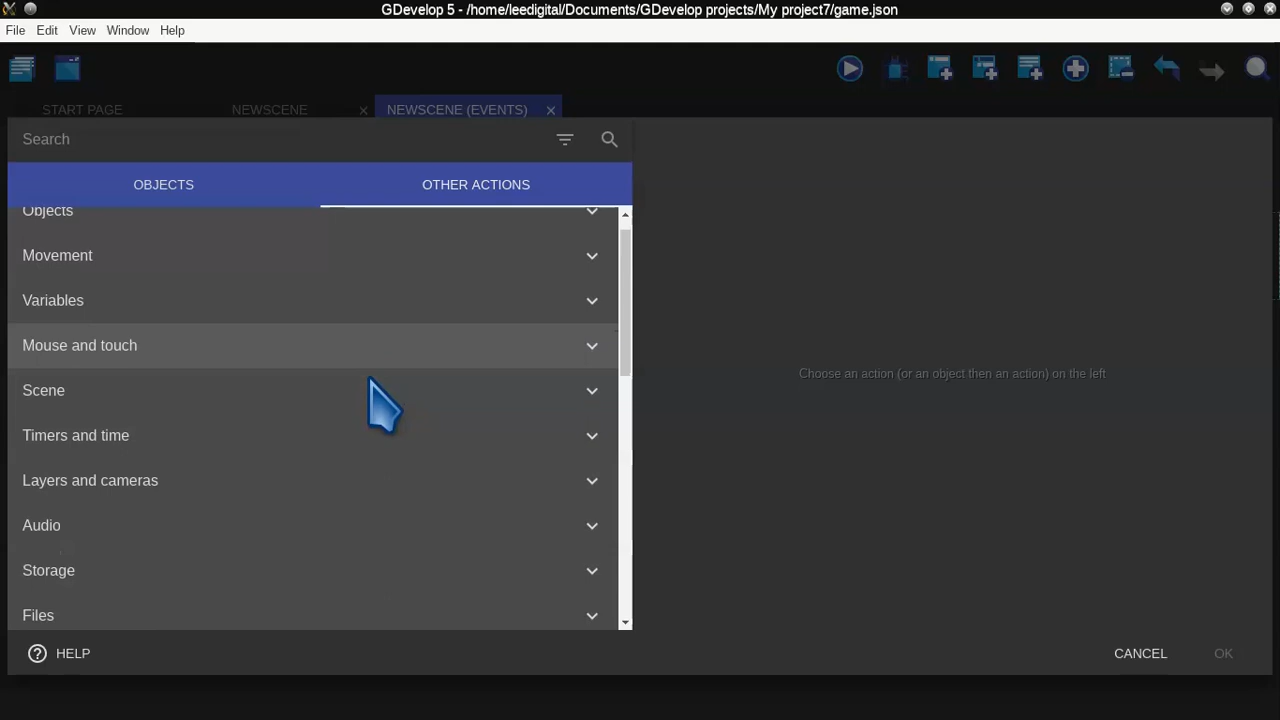 GDevelop 5 - /home/leedigital/Documents/GDevelop projects/My project7/game.json
File Edit View Window Help
START PAGE NEWSCENE NEWSCENE (EVENTS)
Search
OBJECTS OTHER ACTIONS
Objects
Movement
Variables
Mouse and touch
Choose an action (or an object then an action) on the left
Scene
Timers and time
Layers and cameras
Audio
Storage
Files
HELP CANCEL OK